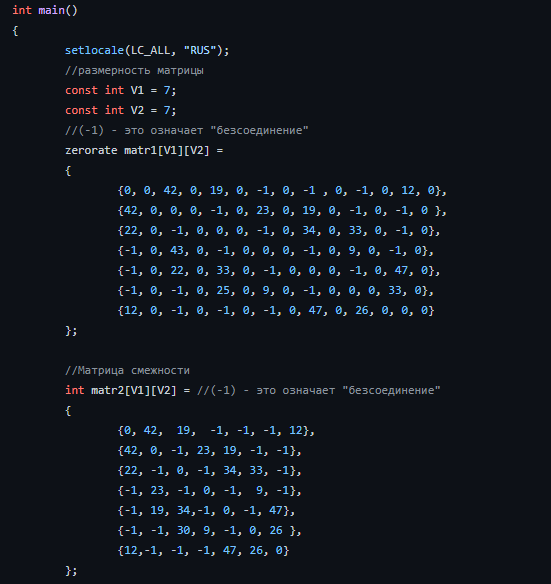 int main()
{
setlocale(LC_ALL, "RUS");
//размерность матрицы
const int V1 = 7;
const int V2 = 7;
//(-1) - это означает "безсоединение"
zerorate matr1[V1][V2] =
{
{0, 0, 42, 0, 19, 0, -1, 0, -1 , 0, -1, 0, 12, 0},
{42, 0, 0, 0, -1, 0, 23, 0, 19, 0, -1, 0, -1, 0 },
{22, 0, -1, 0, 0, 0, -1, 0, 34, 0, 33, 0, -1, 0},
{-1, 0, 43, 0, -1, 0, 0, 0, -1, 0, 9, 0, -1, 0},
{-1, 0, 22, 0, 33, 0, -1, 0, 0, 0, -1, 0, 47, 0},
{-1, 0, -1, 0, 25, 0, 9, 0, -1, 0, 0, 0, 33, 0},
{12, 0, -1, 0, -1, 0, -1, 0, 47, 0, 26, 0, 0, 0}
};
//Матрица смежности
int matr2[V1][V2] = //(-1) - это означает "безсоединение"
{
{0, 42,  19,  -1, -1, -1, 12},
{42, 0, -1, 23, 19, -1, -1},
{22, -1, 0, -1, 34, 33, -1},
{-1, 23, -1, 0, -1,  9, -1},
{-1, 19, 34,-1, 0, -1, 47},
{-1, -1, 30, 9, -1, 0, 26 },
{12,-1, -1, -1, 47, 26, 0}
};